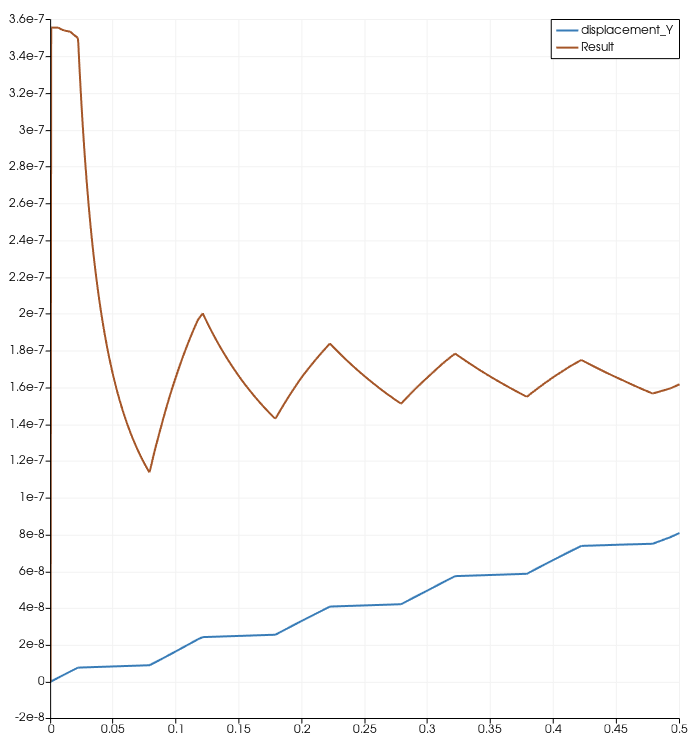 3.6e-7
displacement_Y
Result
3.4e-7
3.2e-7
3e-7
2.8e-7
2.6e-7
2.4e-7
2.2e-7
2e-7
1.8e-7
1.6e-7
1.4e-7
1.2e-7
1e-7
8e-8
6e-8
4e-8
2e-8
0
-2e-8
0 0.05 0.1 0.15 0.2 0.25 0.3 0.35 0.4 0.45 0.5